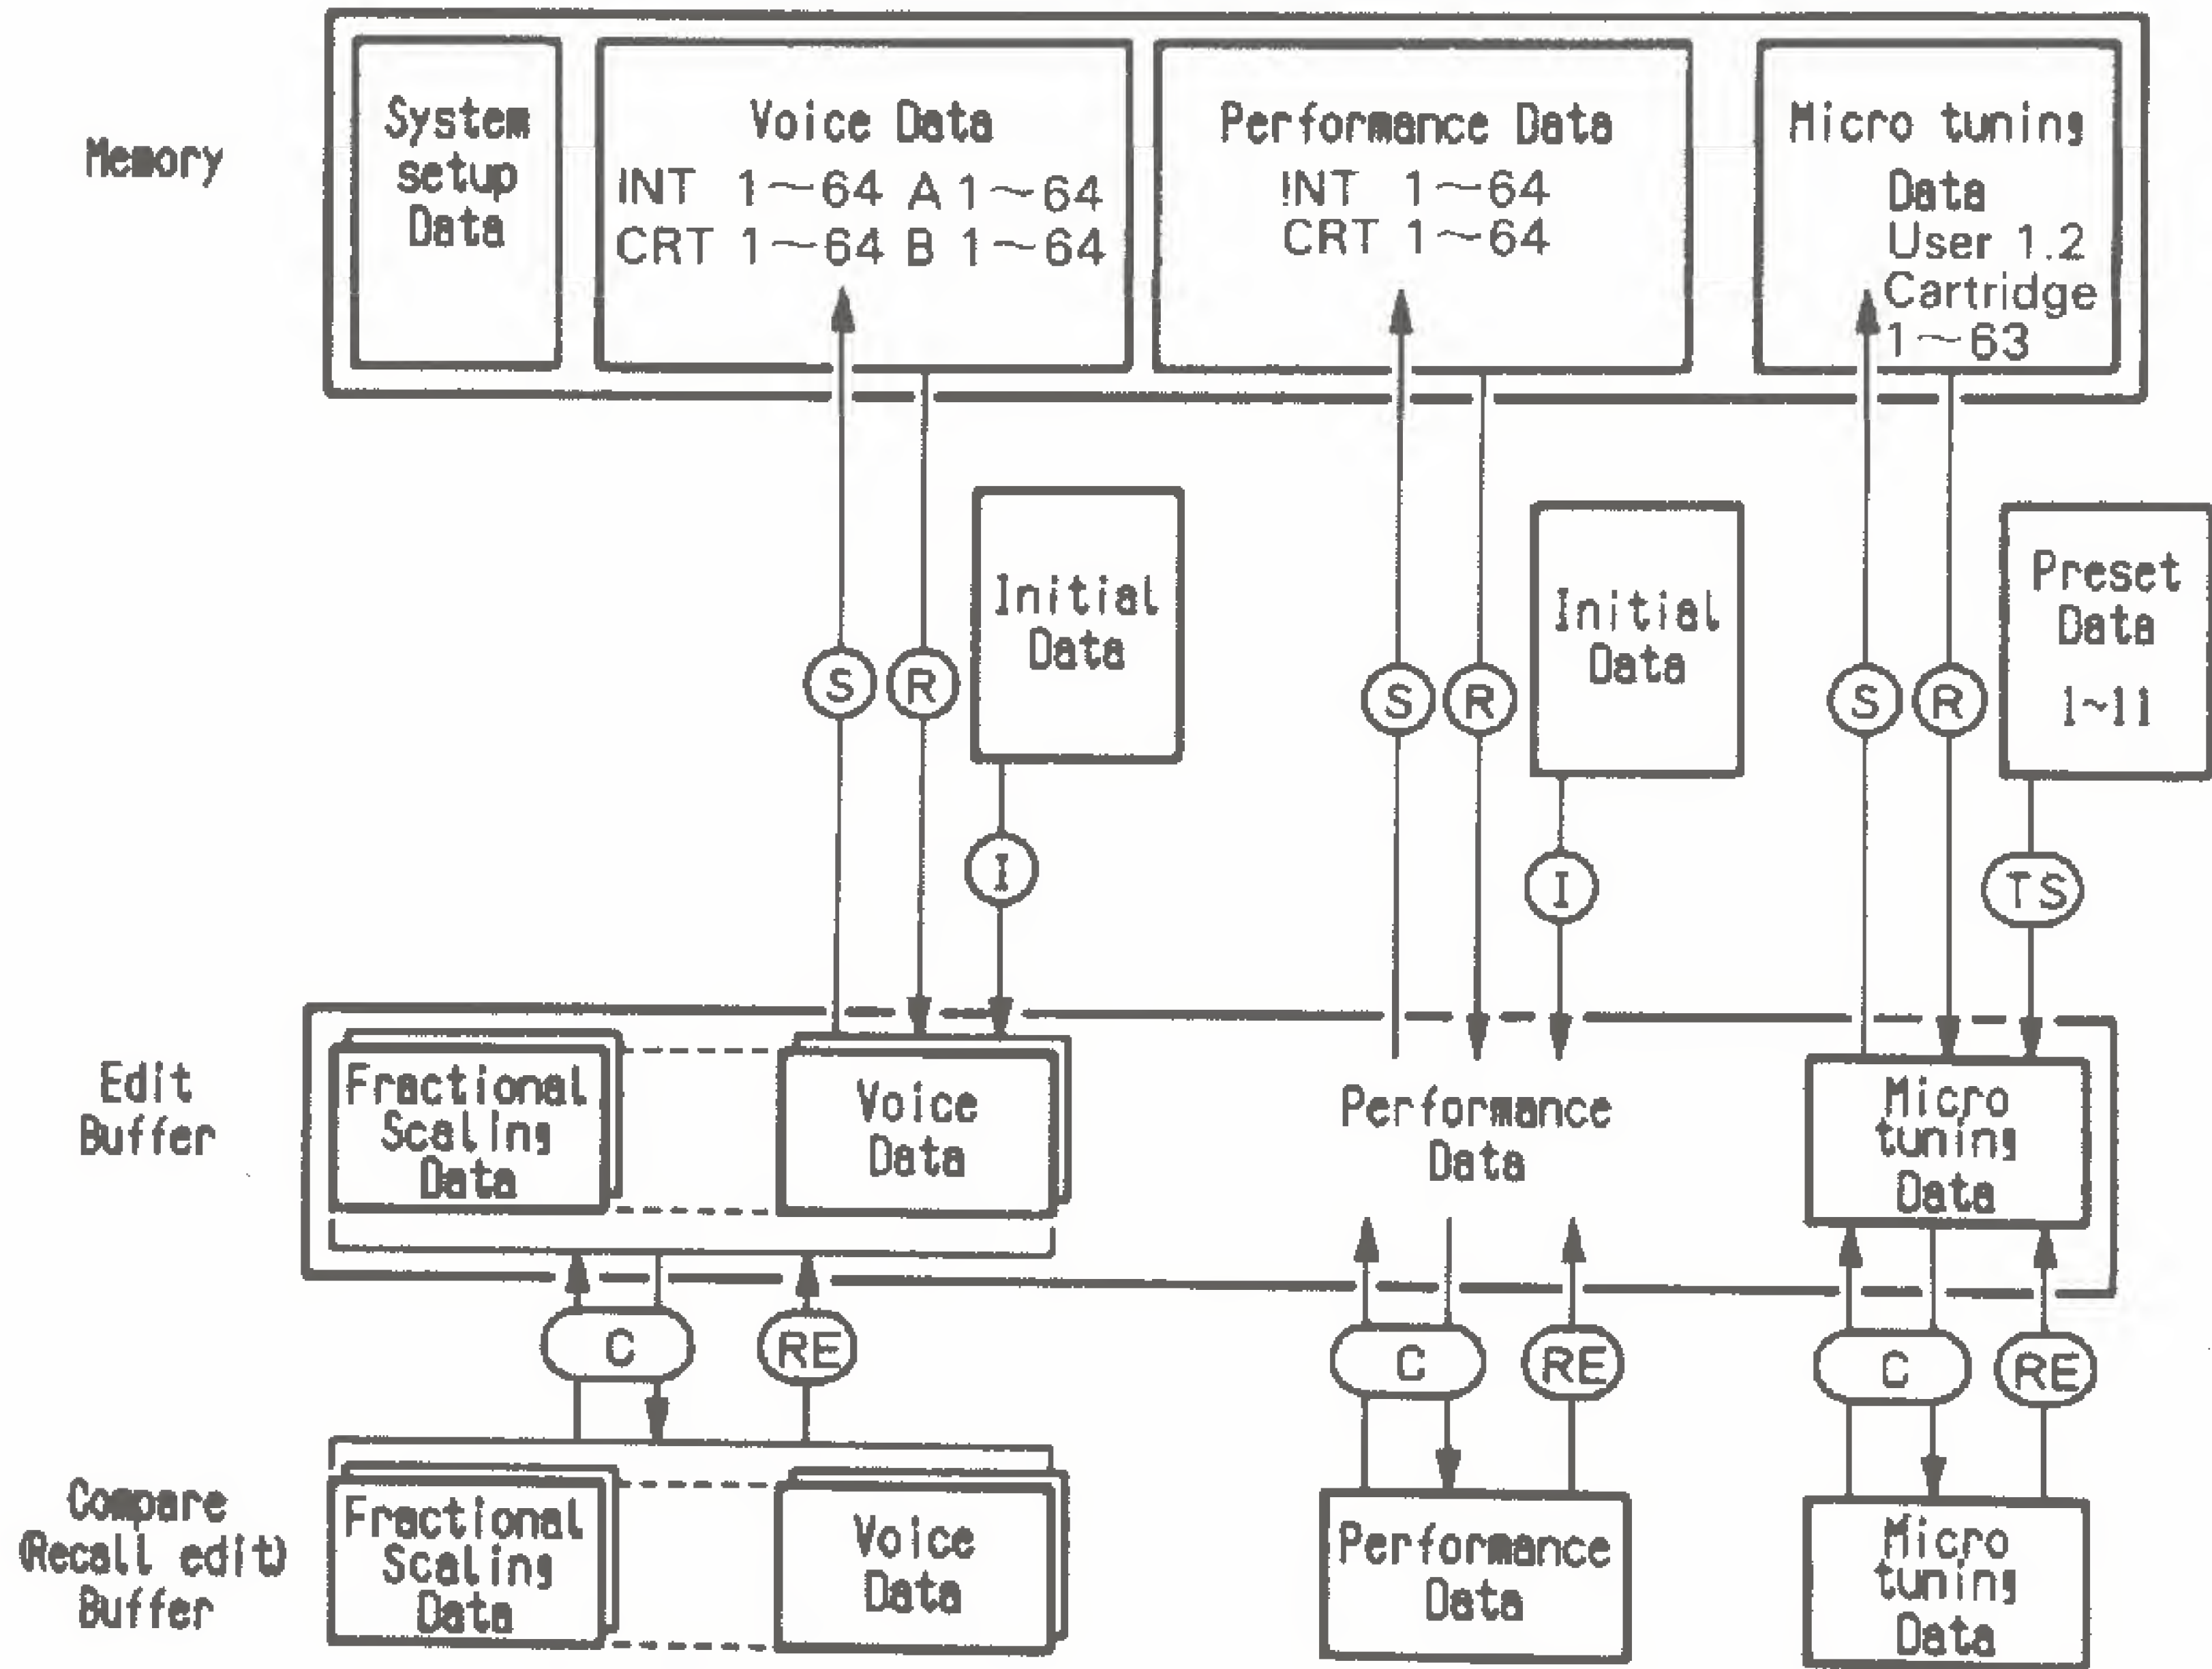 Memory
System
setup
Data
Voice Data
INT 1~64 A 1~64
CRT 1~64 B 1~64
Performance Data
INT 1~64
CRT 1~64
Micro tuning
Data
User 1.2
Cartridge
1~63
Initial
Data
Initial
Data
Preset
Data
1~11
S
R
S
R
S
R
I
I
TS
Edit
Buffer
Fractional
Scaling
Data
Voice
Data
Performance
Data
Micro
tuning
Data
C
RE
C
RE
C
RE
Compare
(Recall edit)
Buffer
Fractional
Scaling
Data
Voice
Data
Performance
Data
Micro
tuning
Data